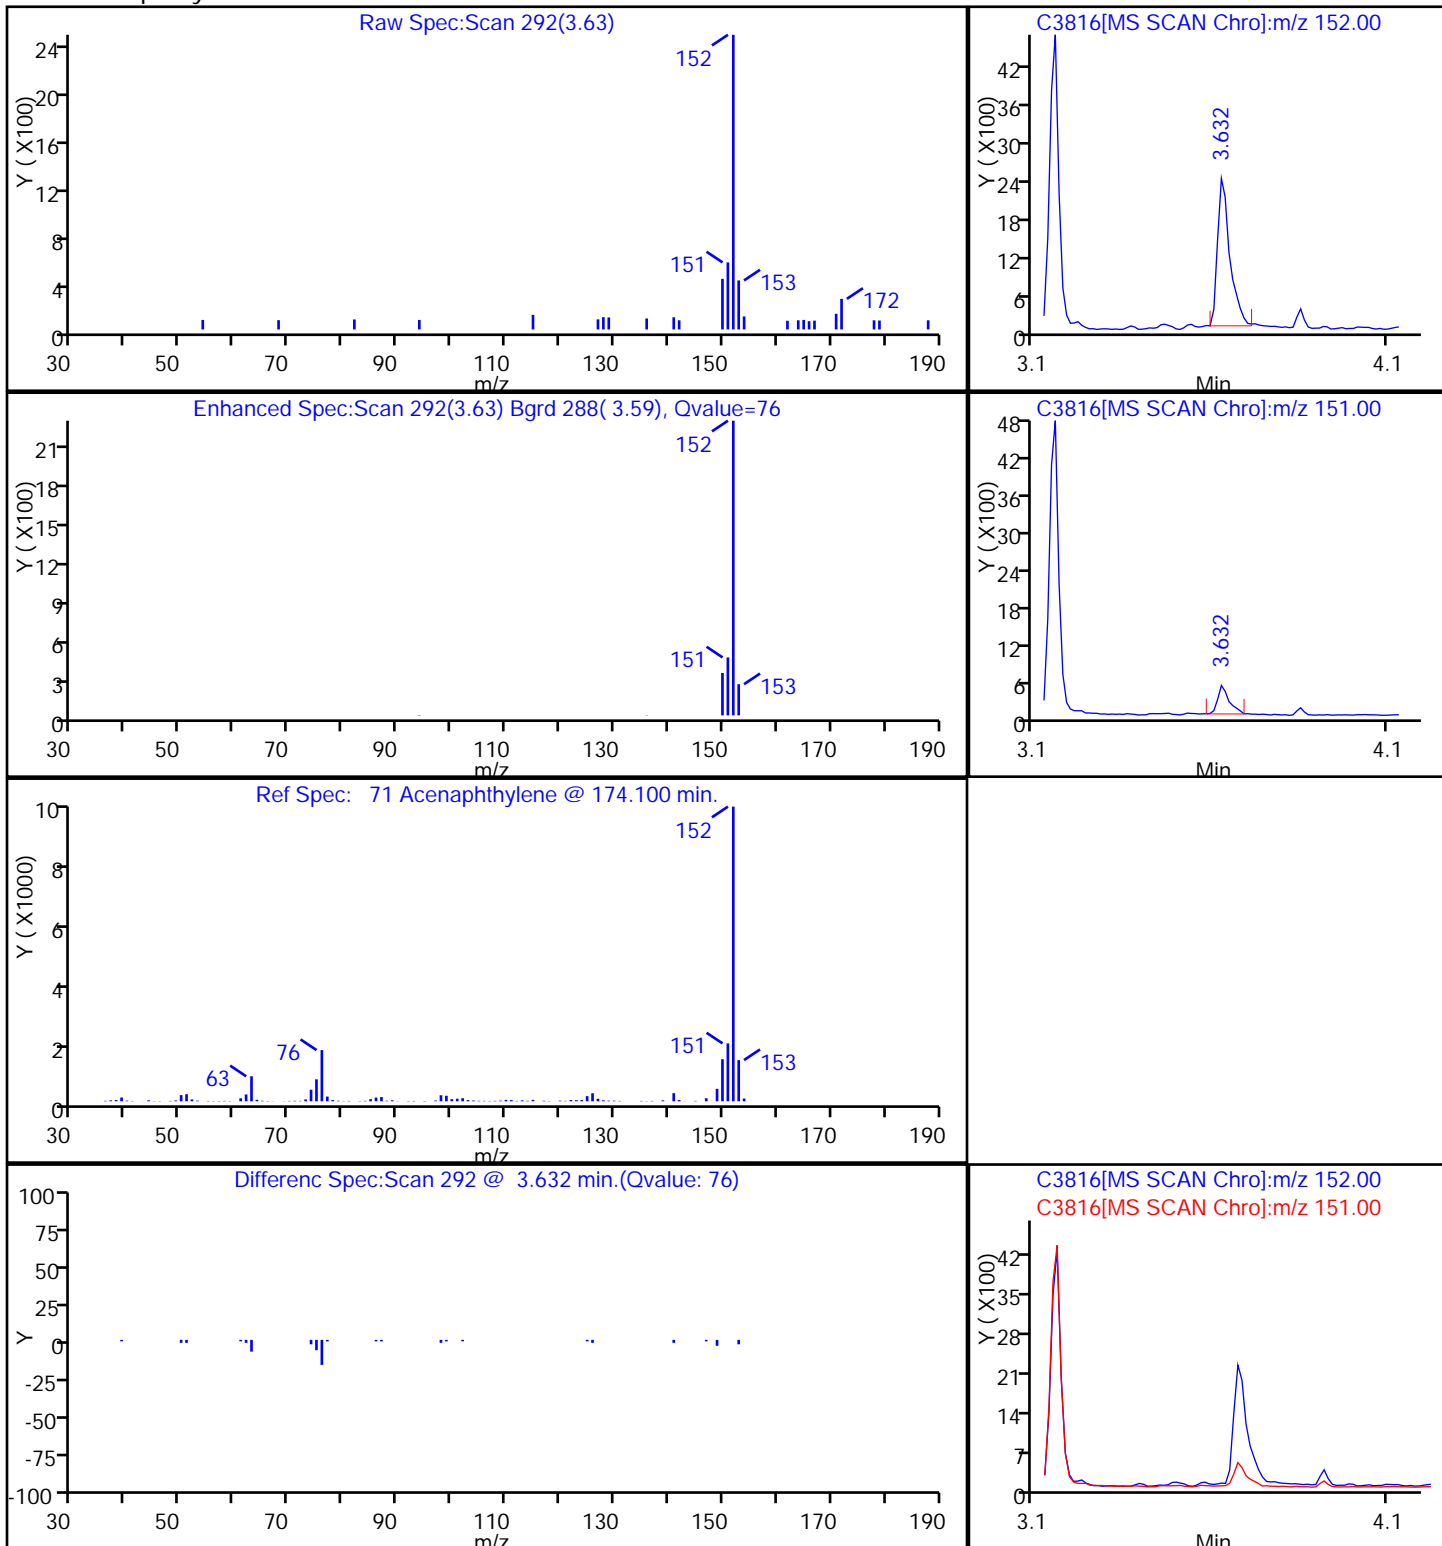 Raw Spec:Scan 292(3.63)
Y ( X100)
24
20
16
12
8
4
0
152
151
153
172
30 50 70 90 110 130 150 170 190
m/z
C3816[MS SCAN Chro]:m/z 152.00
Y ( X100)
42
36
30
24
18
12
6
0
3.632
3.1 4.1
Min
Enhanced Spec:Scan 292(3.63) Bgrd 288( 3.59), Qvalue=76
Y ( X100)
21
18
15
12
9
6
3
0
152
151
153
30 50 70 90 110 130 150 170 190
m/z
C3816[MS SCAN Chro]:m/z 151.00
Y ( X100)
48
42
36
30
24
18
12
6
0
3.632
3.1 4.1
Min
Ref Spec: 71 Acenaphthylene @ 174.100 min.
Y ( X1000)
10
8
6
4
2
0
152
151
153
76
63
30 50 70 90 110 130 150 170 190
m/z
Differenc Spec:Scan 292 @ 3.632 min.(Qvalue: 76)
Y
100
75
50
25
0
-25
-50
-75
-100
30 50 70 90 110 130 150 170 190
m/z
C3816[MS SCAN Chro]:m/z 152.00
C3816[MS SCAN Chro]:m/z 151.00
Y ( X100)
42
35
28
21
14
7
0
3.1 4.1
Min